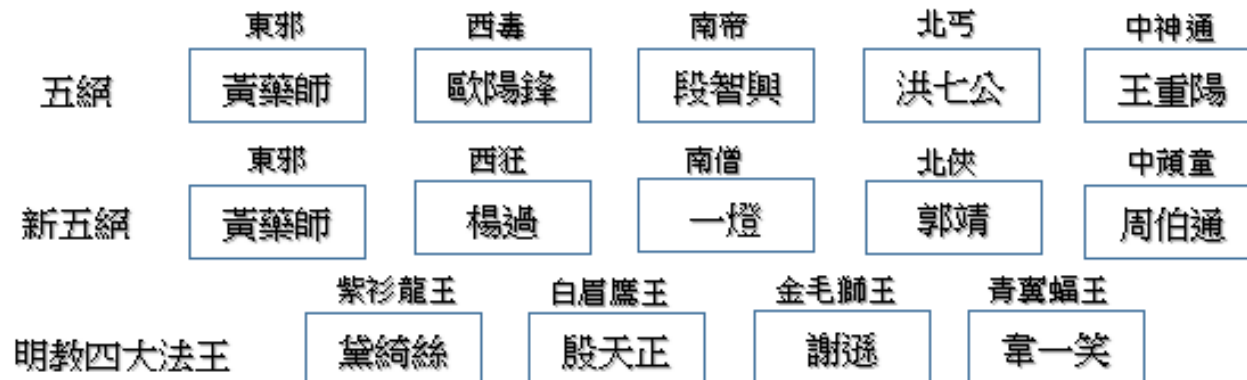 東邪 西毒 南帝 北丐 中神通
五絕 黃藥師 歐陽鋒 段智興 洪七公 王重陽
東邪 西狂 南僧 北俠 中頑童
新五絕 黃藥師 楊過 一燈 郭靖 周伯通
紫衫龍王 白眉鷹王 金毛獅王 青翼蝠王
明教四大法王 黛綺絲 殷天正 謝遜 韋一笑